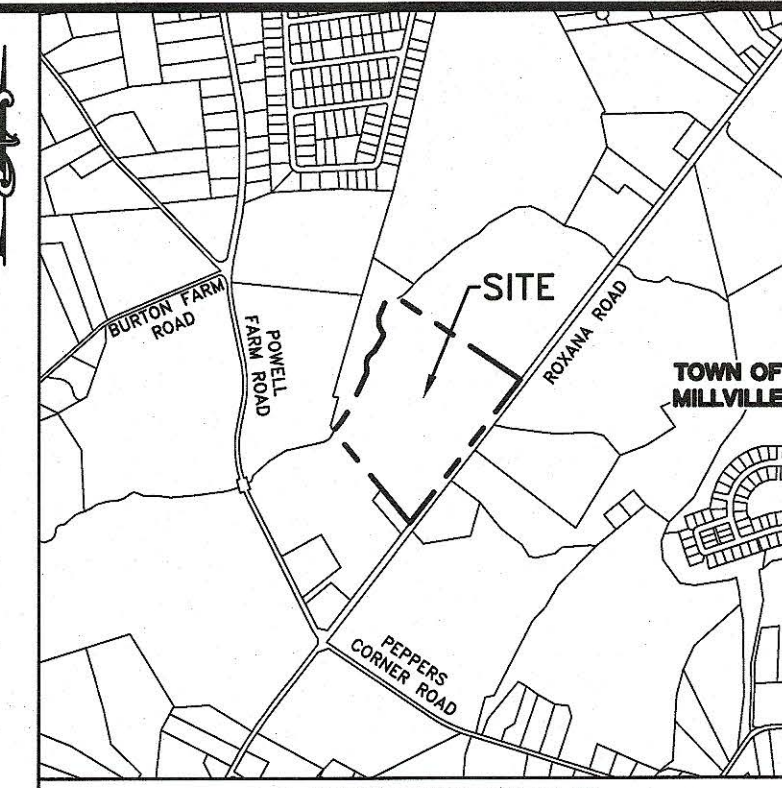 SITE
BURTON FARM
ROAD
POWELL
FARM ROAD
ROXANA ROAD
TOWN OF
MILLVILLE
PEPPERS
CORNER ROAD